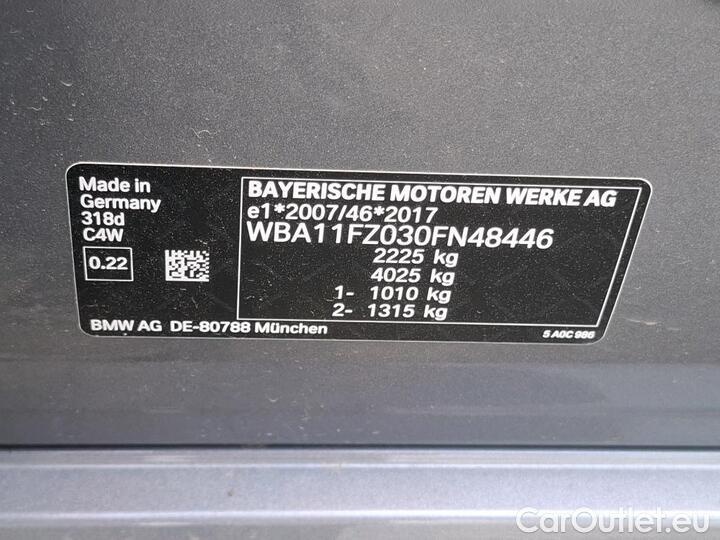 Made in
Germany
318d
C4W
0.22
BMW AG DE-80788 München
BAYERISCHE MOTOREN WERKE AG
e1*2007/46*2017
WBA11FZ030FN48446
2225 kg
4025 kg
1- 1010 kg
2- 1315 kg
5 A0C 986
CarOutlet.eu